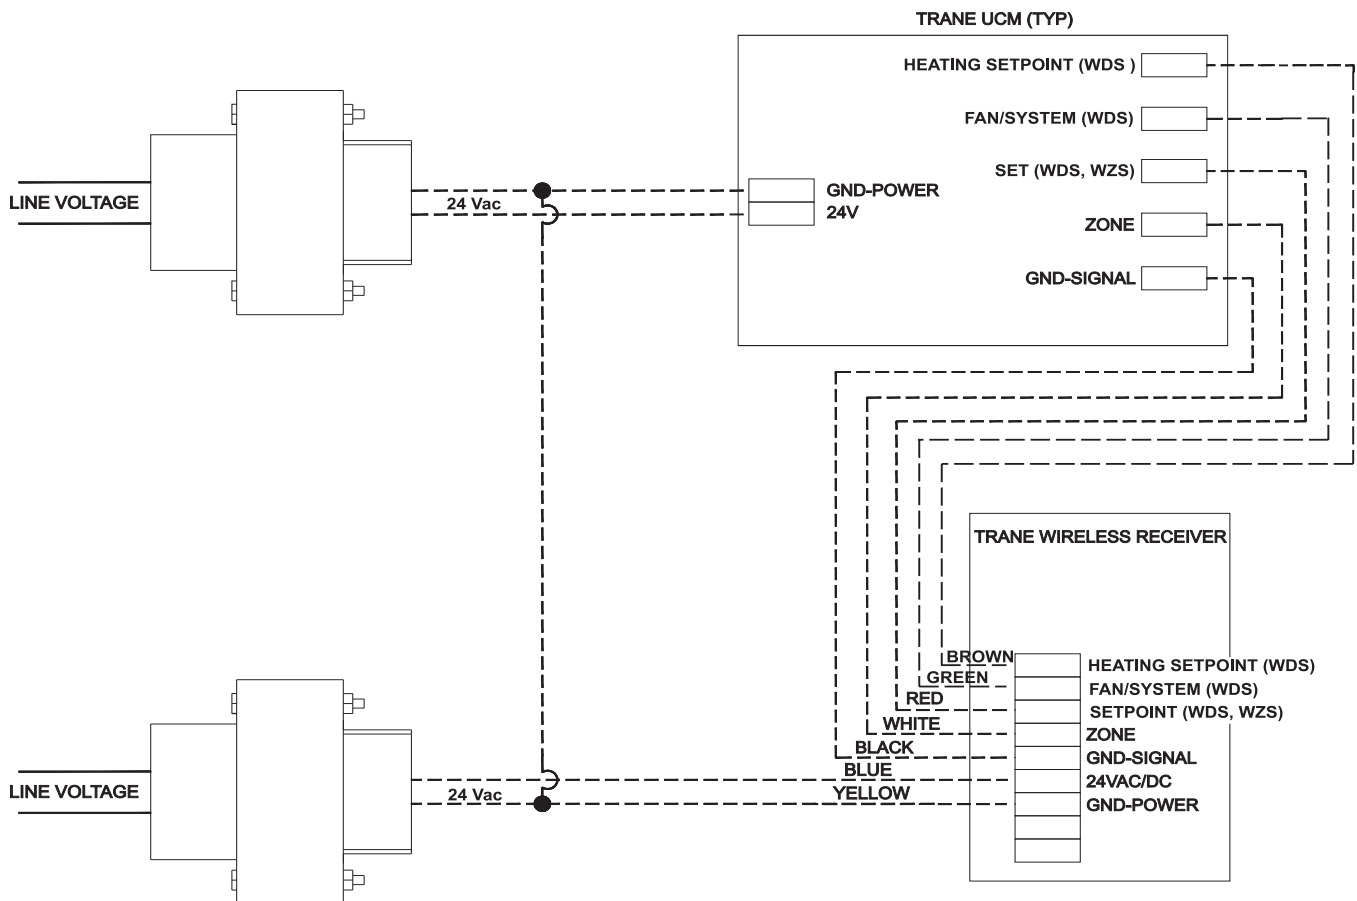 TRANE UCM (TYP)
HEATING SETPOINT (WDS )
FAN/SYSTEM (WDS)
SET (WDS, WZS)
ZONE
GND-SIGNAL
GND-POWER
24V
LINE VOLTAGE
24 Vac
TRANE WIRELESS RECEIVER
BROWN
HEATING SETPOINT (WDS)
GREEN
FAN/SYSTEM (WDS)
RED
SETPOINT (WDS, WZS)
WHITE
ZONE
BLACK
GND-SIGNAL
BLUE
24VAC/DC
YELLOW
GND-POWER
LINE VOLTAGE
24 Vac